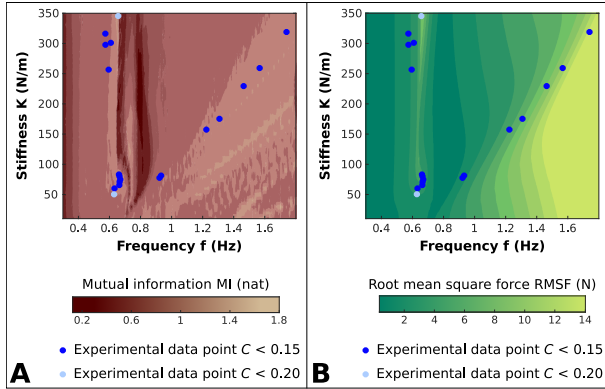 350
300
250
200
150
100
50
Stiffness K (N/m)
0.4 0.6 0.8 1 1.2 1.4 1.6
Frequency f (Hz)
Mutual information MI (nat)
0.2 0.6 1 1.4 1.8
Experimental data point C < 0.15
Experimental data point C < 0.20
A
350
300
250
200
150
100
50
Stiffness K (N/m)
0.4 0.6 0.8 1 1.2 1.4 1.6
Frequency f (Hz)
Root mean square force RMSF (N)
2 4 6 8 10 12 14
Experimental data point C < 0.15
Experimental data point C < 0.20
B